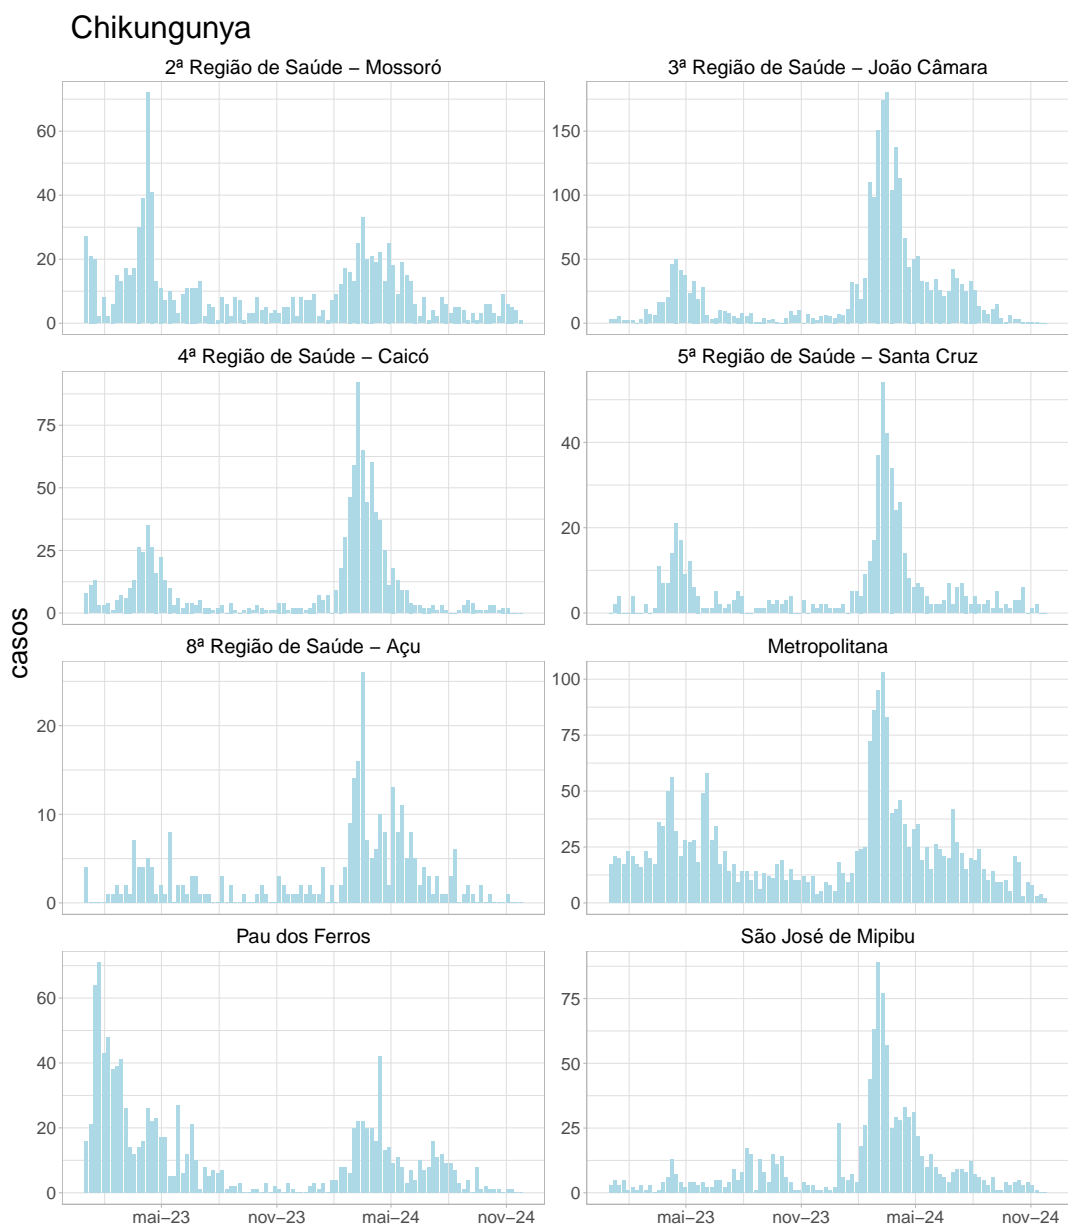 Chikungunya
2ª Região de Saúde – Mossoró
3ª Região de Saúde – João Câmara
60
40
20
0
150
100
50
0
4ª Região de Saúde – Caicó
5ª Região de Saúde – Santa Cruz
75
50
25
0
40
20
0
casos
8ª Região de Saúde – Açu
Metropolitana
20
10
0
100
75
50
25
0
Pau dos Ferros
São José de Mipibu
60
40
20
0
75
50
25
0
mai–23 nov–23 mai–24 nov–24
mai–23 nov–23 mai–24 nov–24